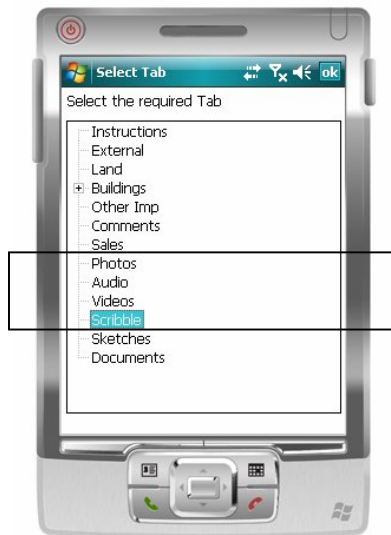 Select Tab
ok
Select the required Tab
Instructions
External
Land
Buildings
Other Imp
Comments
Sales
Photos
Audio
Videos
Scribble
Sketches
Documents